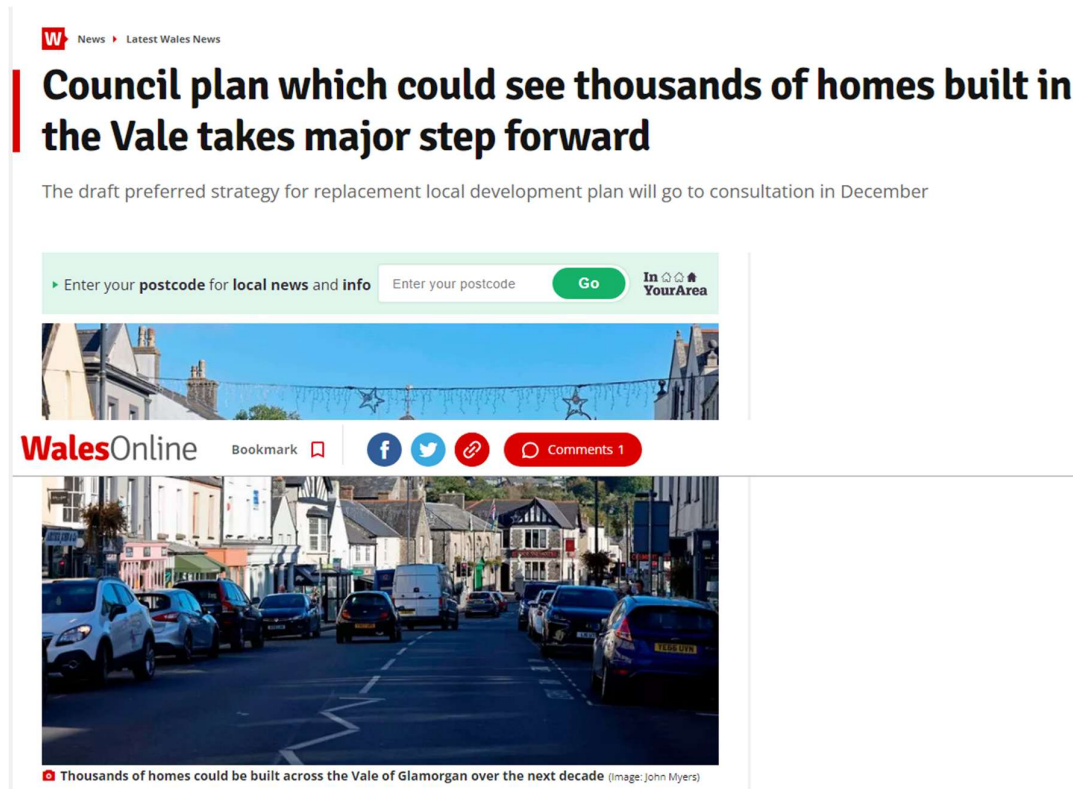 W News Latest Wales News
Council plan which could see thousands of homes built in
the Vale takes major step forward
The draft preferred strategy for replacement local development plan will go to consultation in December
Enter your postcode for local news and info
Enter your postcode
Go
In
YourArea
WalesOnline
Bookmark
f
Comments 1
TE66 UVN
Thousands of homes could be built across the Vale of Glamorgan over the next decade (Image: John Myers)